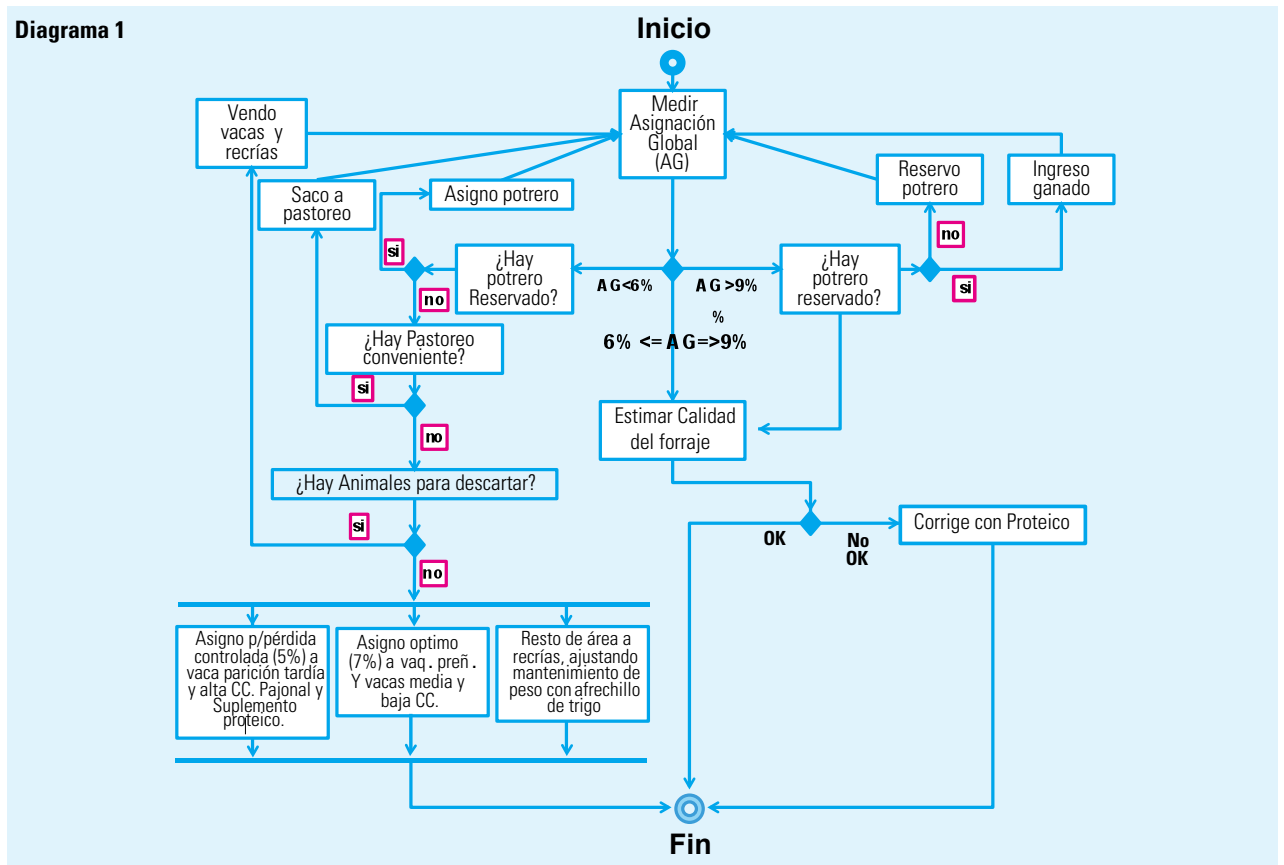 Diagrama 1
Inicio
Medir
Asignación
Global
(AG)
Vendo
vacas y
recrías
Saco a
pastoreo
Asigno potrero
Reservo
potrero
Ingreso
ganado
si
no
si
¿Hay
potrero
Reservado?
AG<6%
AG >9%
¿Hay
potrero
reservado?
no
%
6% <= AG=>9%
¿Hay Pastoreo
conveniente?
si
no
Estimar Calidad
del forraje
¿Hay Animales para descartar?
si
no
OK
No
OK
Corrige con Proteico
Asigno p/pérdida
controlada (5%) a
vaca parición tardía
y alta CC. Pajonal y
Suplemento
proteico.
Asigno optimo
(7%) a vaq. preñ.
Y vacas media y
baja CC.
Resto de área a
recrías, ajustando
mantenimiento de
peso con afrechillo
de trigo
Fin